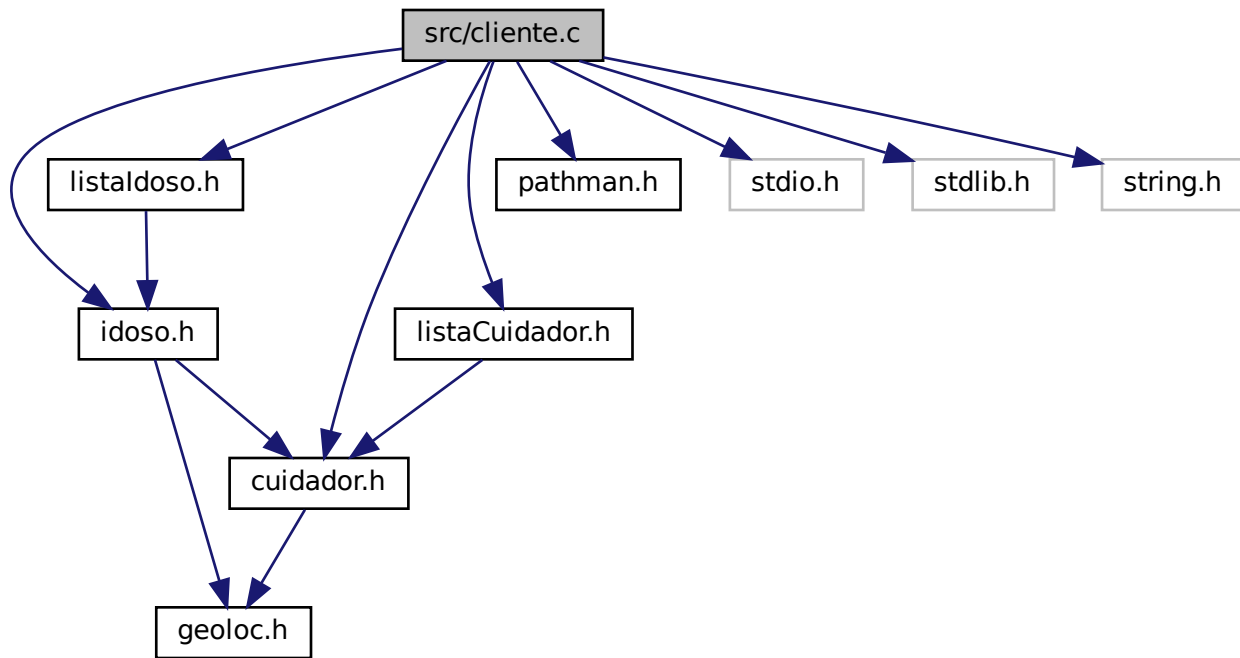 src/cliente.c
listaIdoso.h
pathman.h
stdio.h
stdlib.h
string.h
idoso.h
listaCuidador.h
cuidador.h
geoloc.h